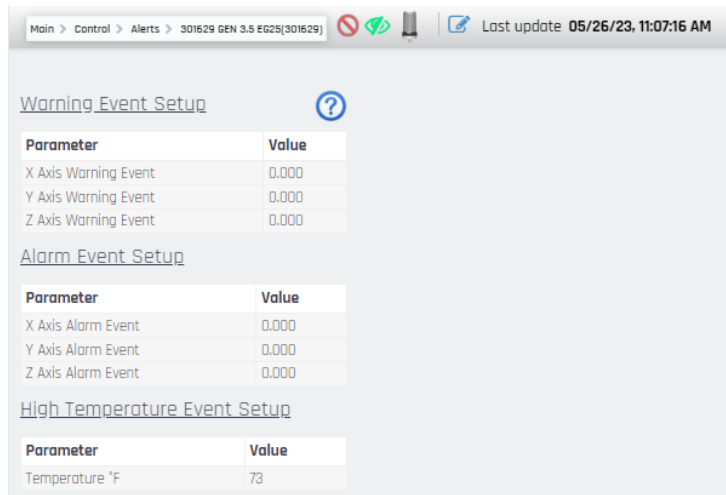 Main > Control > Alerts > 301629 GEN 3.5 EG25(301629) Last update 05/26/23, 11:07:16 AM
Warning Event Setup ?
Parameter Value
X Axis Warning Event 0.000
Y Axis Warning Event 0.000
Z Axis Warning Event 0.000
Alarm Event Setup
Parameter Value
X Axis Alarm Event 0.000
Y Axis Alarm Event 0.000
Z Axis Alarm Event 0.000
High Temperature Event Setup
Parameter Value
Temperature °F 73